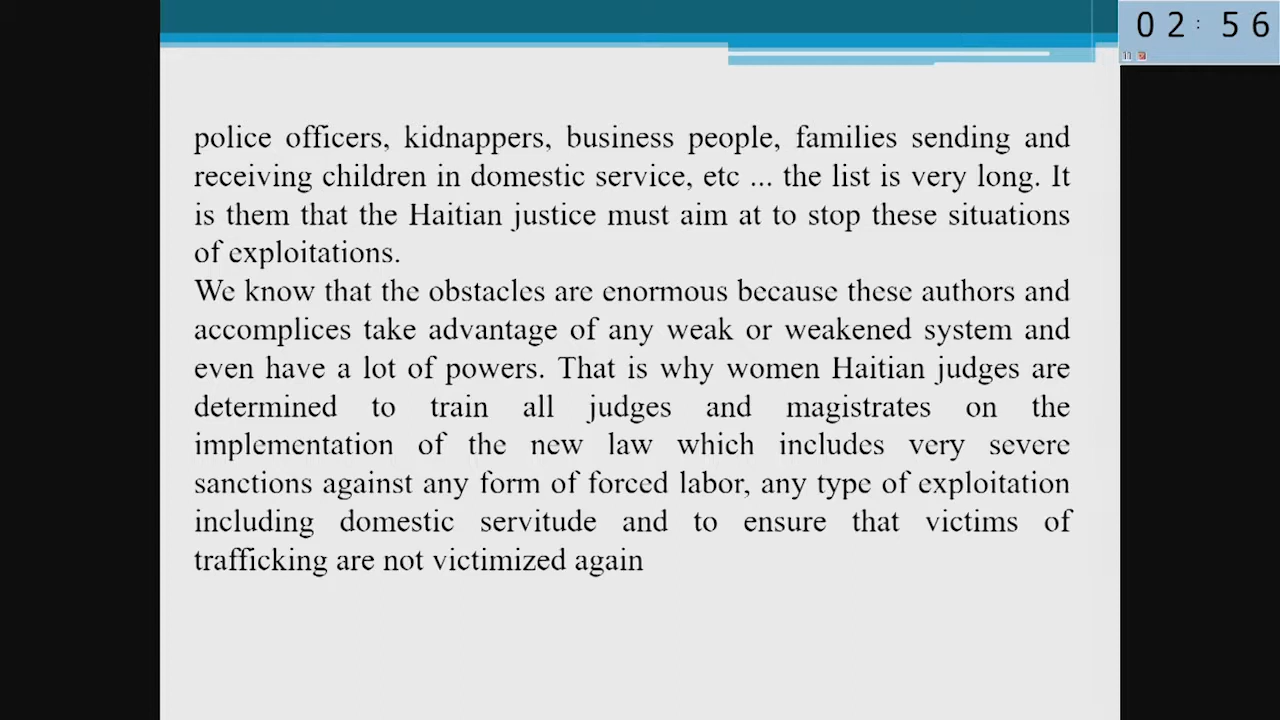 02:56
police officers, kidnappers, business people, families sending and
receiving children in domestic service, etc ... the list is very long. It
is them that the Haitian justice must aim at to stop these situations
of exploitations.
We know that the obstacles are enormous because these authors and
accomplices take advantage of any weak or weakened system and
even have a lot of powers. That is why women Haitian judges are
determined to train all judges and magistrates on the
implementation of the new law which includes very severe
sanctions against any form of forced labor, any type of exploitation
including domestic servitude and to ensure that victims of
trafficking are not victimized again